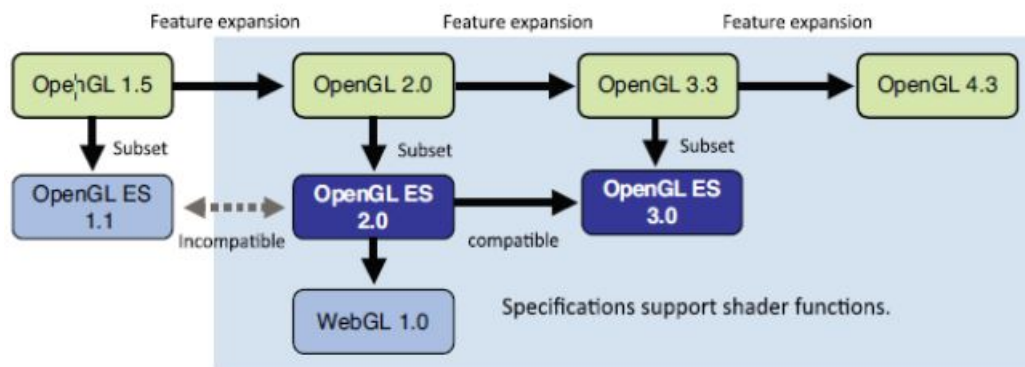 Feature expansion Feature expansion Feature expansion
OpenGL 1.5 OpenGL 2.0 OpenGL 3.3 OpenGL 4.3
Subset Subset Subset
OpenGL ES
1.1
OpenGL ES
2.0
OpenGL ES
3.0
Incompatible compatible
WebGL 1.0
Specifications support shader functions.